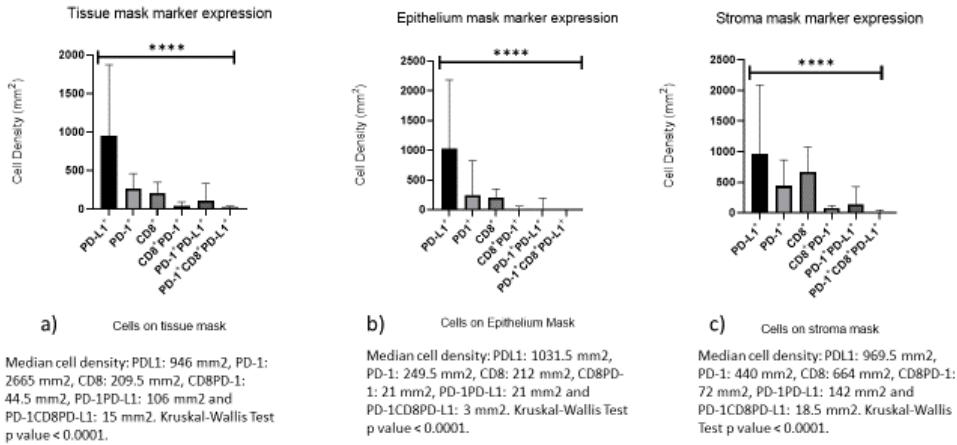 Tissue mask marker expression
****
Cell Density (mm²)
2000
1500
1000
500
0
PD-L1⁺
PD-1⁺
CD8⁺
CD8⁺PD-1⁺
PD-1⁺PD-L1⁺
PD-1⁺CD8⁺PD-L1⁺
a)
Cells on tissue mask
Median cell density: PDL1: 946 mm2, PD-1:
2665 mm2, CD8: 209.5 mm2, CD8PD-1:
44.5 mm2, PD-1PD-L1: 106 mm2 and
PD-1CD8PD-L1: 15 mm2. Kruskal-Wallis Test
p value < 0.0001.
Epithelium mask marker expression
****
Cell Density (mm²)
2500
2000
1500
1000
500
0
PD-L1⁺
PD1⁺
CD8⁺
CD8⁺PD-1⁺
PD-1⁺PD-L1⁺
PD-1⁺CD8⁺PD-L1⁺
b)
Cells on Epithelium Mask
Median cell density: PDL1: 1031.5 mm2,
PD-1: 249.5 mm2, CD8: 212 mm2, CD8PD-
1: 21 mm2, PD-1PD-L1: 21 mm2 and
PD-1CD8PD-L1: 3 mm2. Kruskal-Wallis Test
p value < 0.0001.
Stroma mask marker expression
****
Cell Density (mm²)
2500
2000
1500
1000
500
0
PD-L1⁺
PD-1⁺
CD8⁺
CD8⁺PD-1⁺
PD-1⁺PD-L1⁺
PD-1⁺CD8⁺PD-L1⁺
c)
Cells on stroma mask
Median cell density: PDL1: 969.5 mm2,
PD-1: 440 mm2, CD8: 664 mm2, CD8PD-1:
72 mm2, PD-1PD-L1: 142 mm2 and
PD-1CD8PD-L1: 18.5 mm2. Kruskal-Wallis
Test p value < 0.0001.